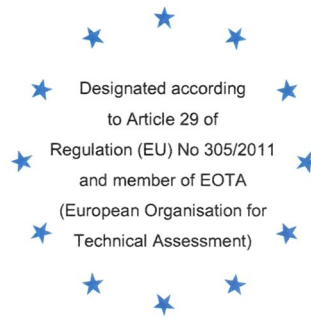 Designated according
to Article 29 of
Regulation (EU) No 305/2011
and member of EOTA
(European Organisation for
Technical Assessment)